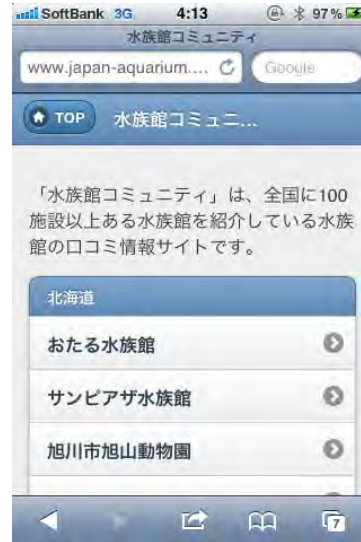 SoftBank 3G 4:13 97%
水族館コミュニティ
www.japan-aquarium.... Google
TOP 水族館コミュニ...
「水族館コミュニティ」は、全国に100
施設以上ある水族館を紹介している水族
館の口コミ情報サイトです。
北海道
おたる水族館
サンピアザ水族館
旭川市旭山動物園
7